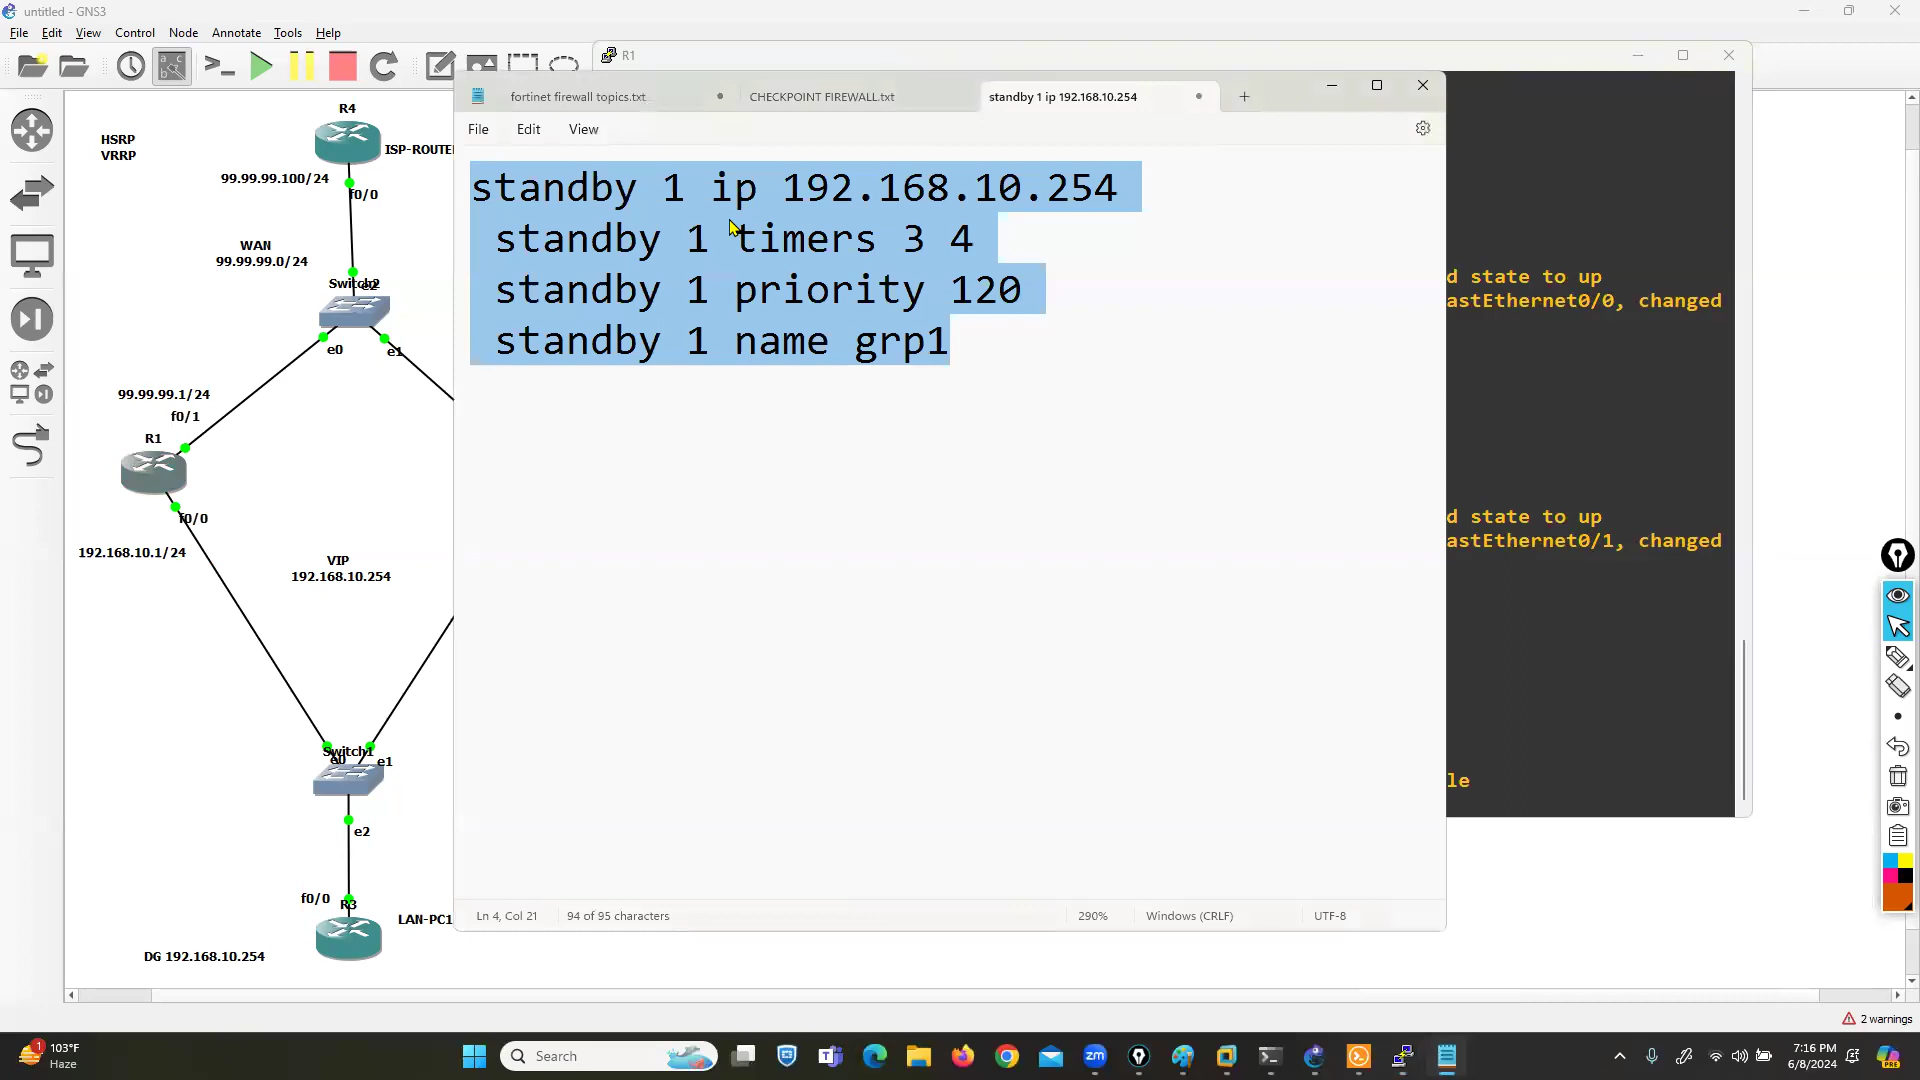 untitled - GNS3
File Edit View Control Node Annotate Tools Help
R1
fortinet firewall topics.txt
CHECKPOINT FIREWALL.txt
standby 1 ip 192.168.10.254
File Edit View
standby 1 ip 192.168.10.254
standby 1 timers 3 4
standby 1 priority 120
standby 1 name grp1
HSRP
VRRP
R4
ISP-ROUTE
99.99.99.100/24
f0/0
WAN
99.99.99.0/24
Switch2
e2
e0
e1
99.99.99.1/24
f0/1
R1
f0/0
192.168.10.1/24
VIP
192.168.10.254
Switch1
e0
e1
e2
f0/0
R3
LAN-PC1
DG 192.168.10.254
d state to up
astEthernet0/0, changed
d state to up
astEthernet0/1, changed
le
Ln 4, Col 21
94 of 95 characters
290%
Windows (CRLF)
UTF-8
2 warnings
1
103°F
Haze
Search
zm
PRE
7:16 PM
6/8/2024